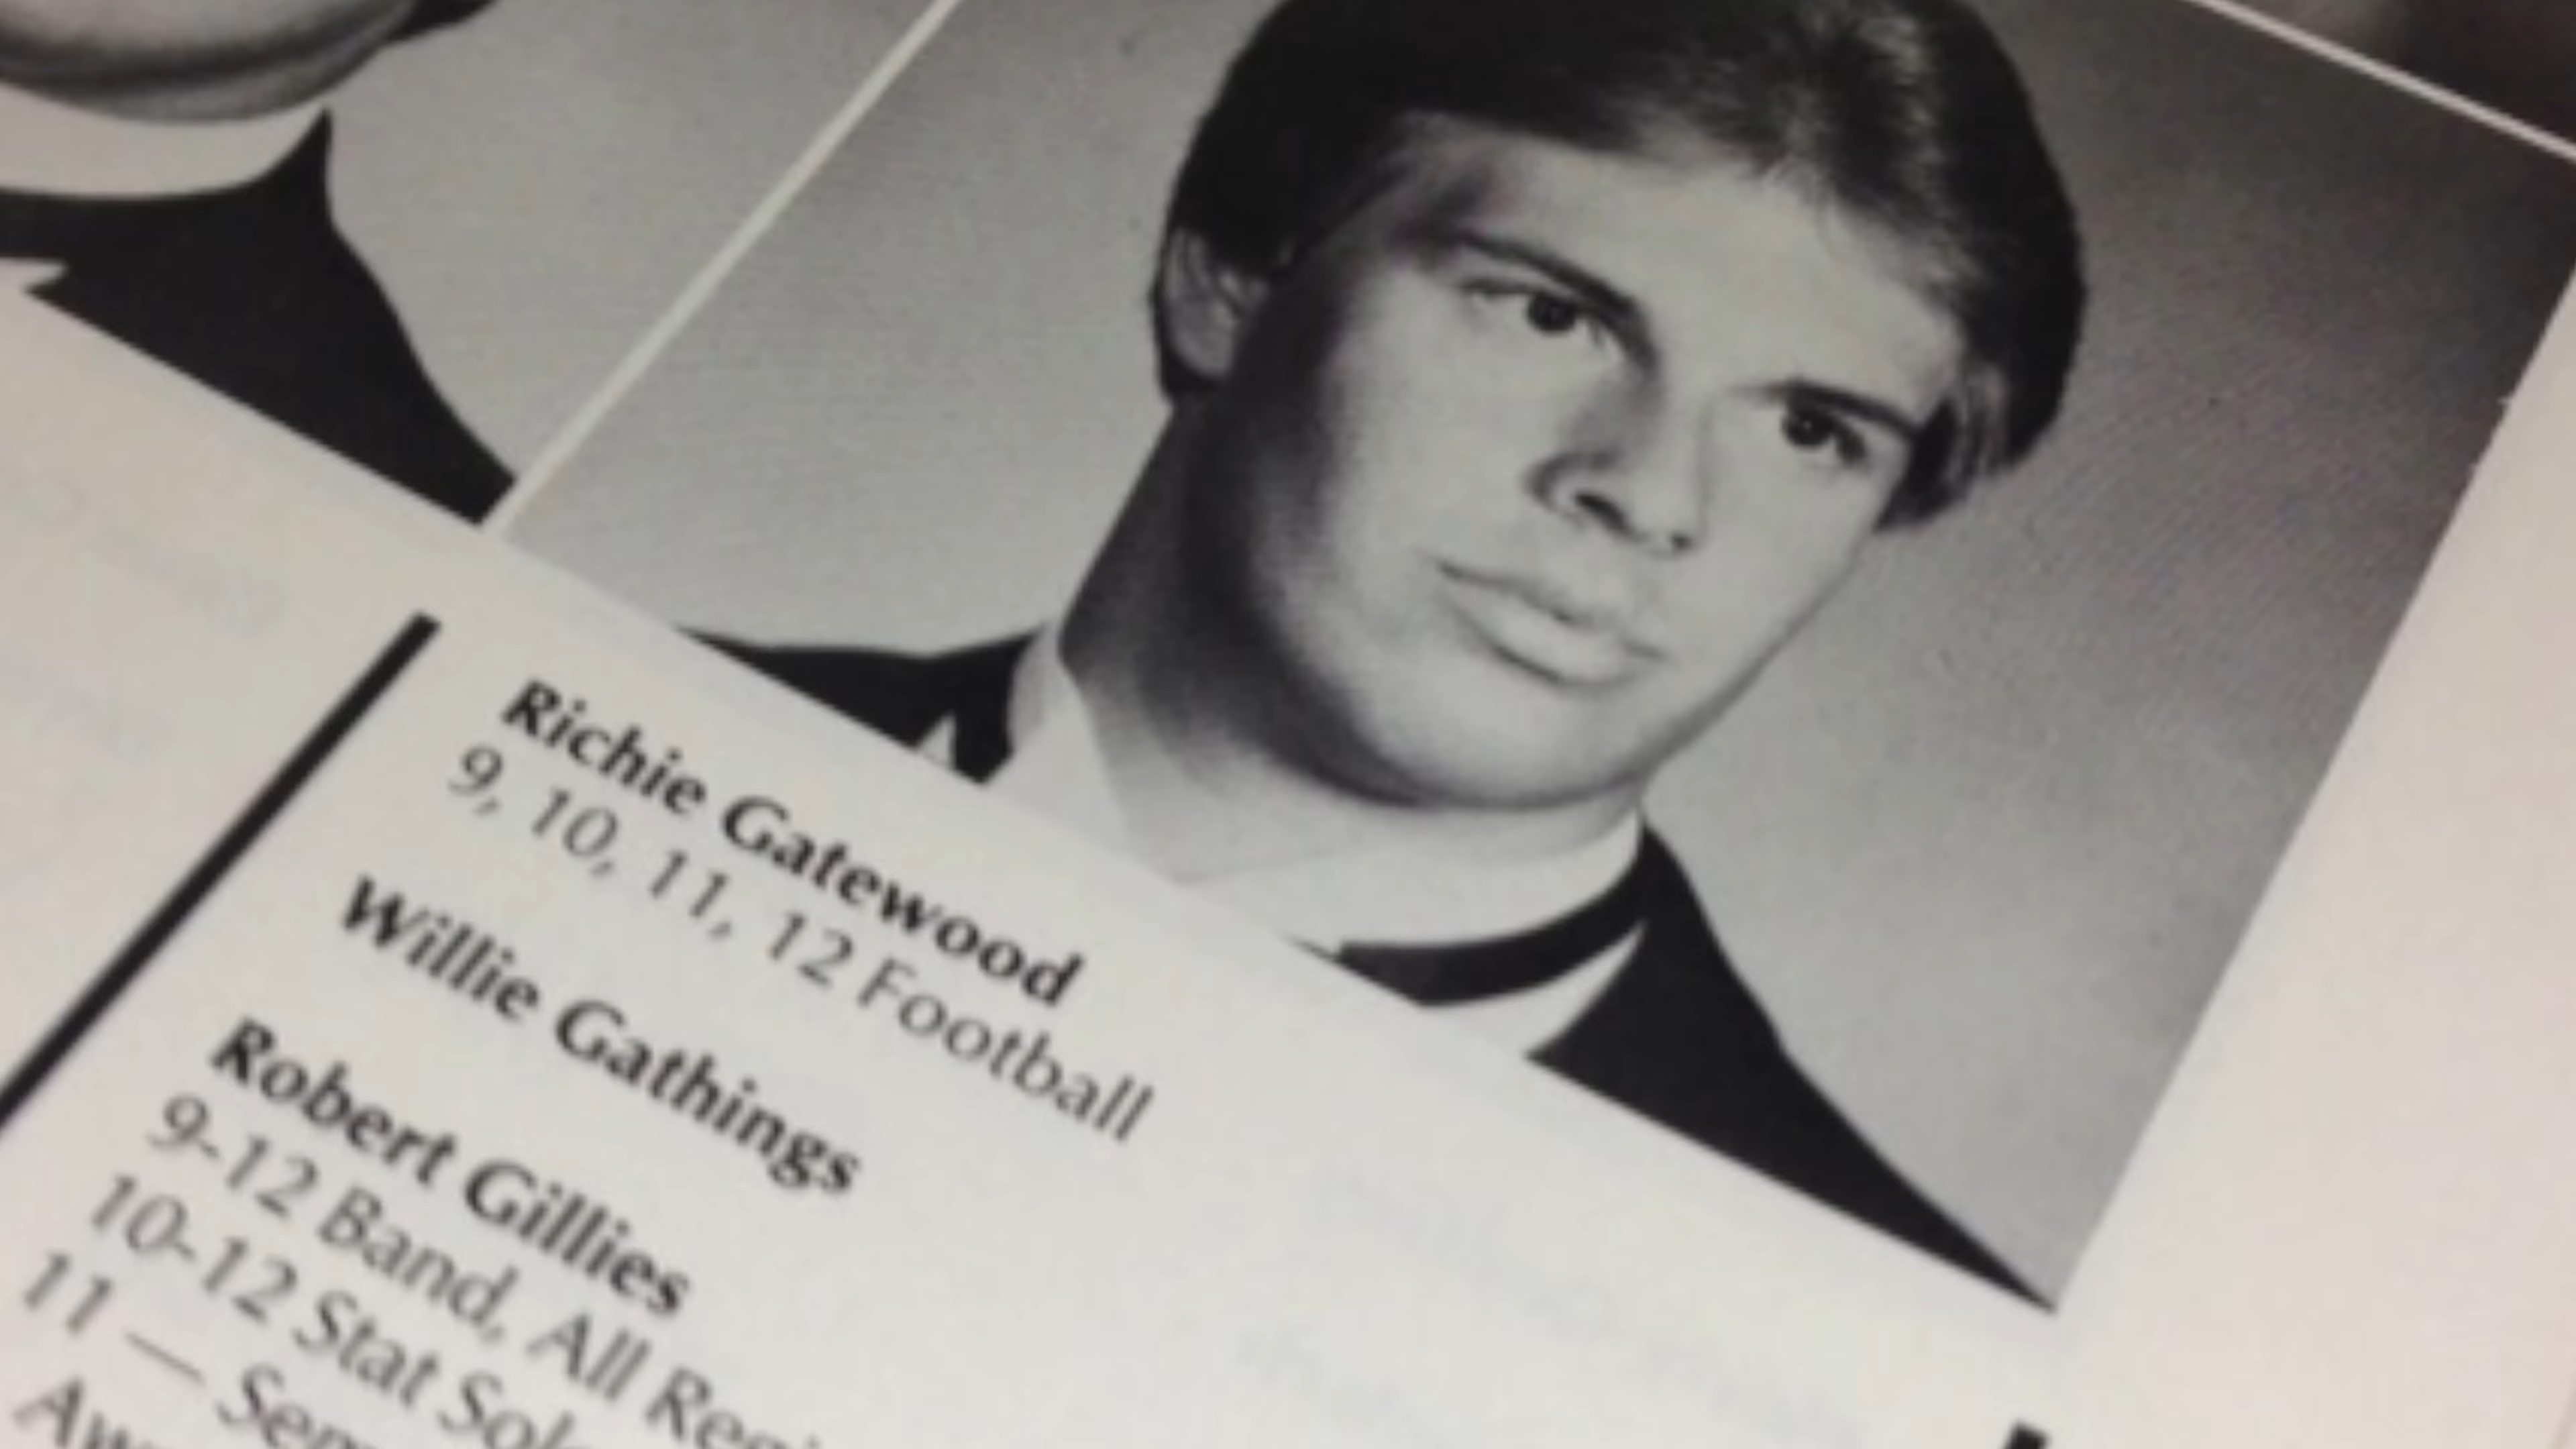 Richie Gatewood
9, 10, 11, 12 Football
Willie Gathings
Robert Gillies
9-12 Band, All
10-12 Stat
11 —